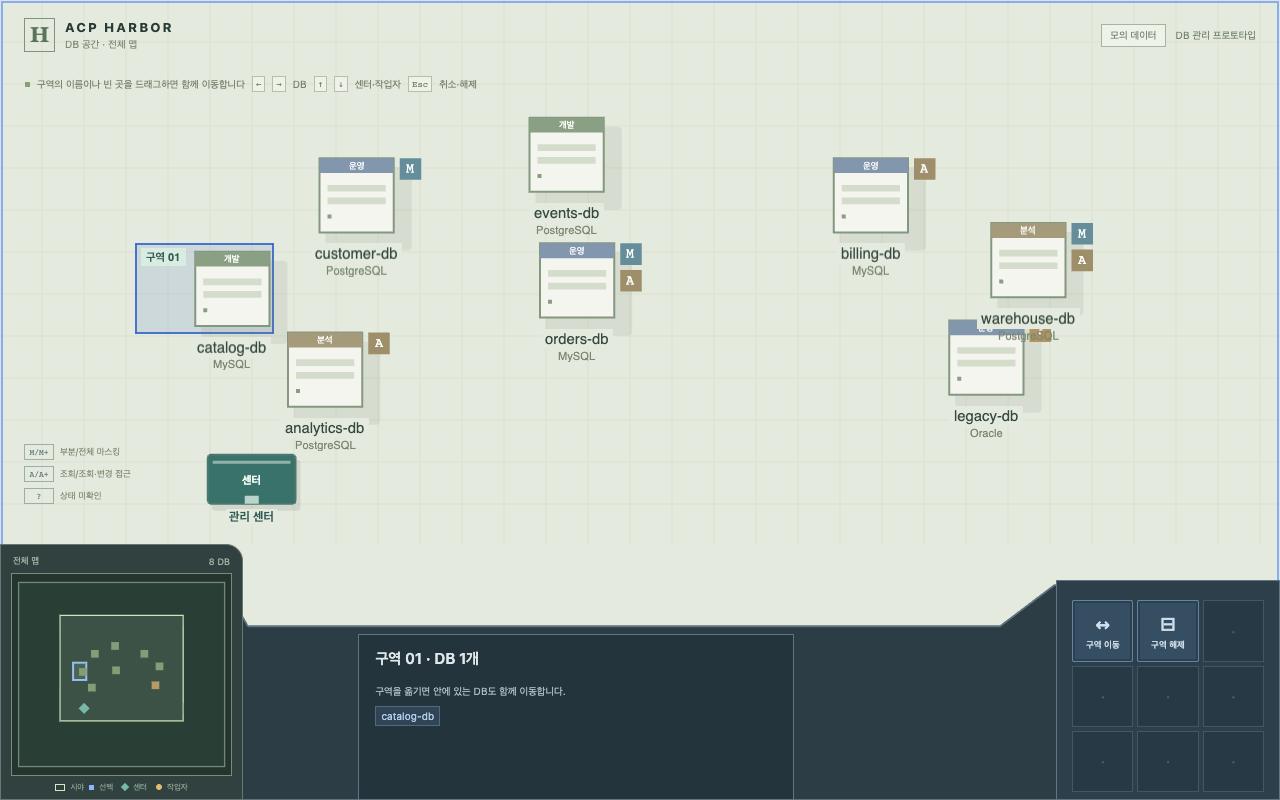 H
ACP HARBOR
DB 공간 · 전체 맵
모의 데이터
DB 관리 프로토타입
구역의 이름이나 빈 곳을 드래그하면 함께 이동합니다 ← → DB ↑ ↓ 센터·작업자 Esc 취소·해제
개발
events-db
PostgreSQL
운영
M
customer-db
PostgreSQL
운영
A
billing-db
MySQL
분석
M
A
warehouse-db
PostgreSQL
구역 01
개발
catalog-db
MySQL
운영
M
A
orders-db
MySQL
분석
A
analytics-db
PostgreSQL
운영
legacy-db
Oracle
M/M+ 부분/전체 마스킹
A/A+ 조회/조회·변경 접근
? 상태 미확인
센터
관리 센터
전체 맵
8 DB
시야 선택 센터 작업자
구역 01 · DB 1개
구역을 옮기면 안에 있는 DB도 함께 이동합니다.
catalog-db
↔
구역 이동
구역 해제